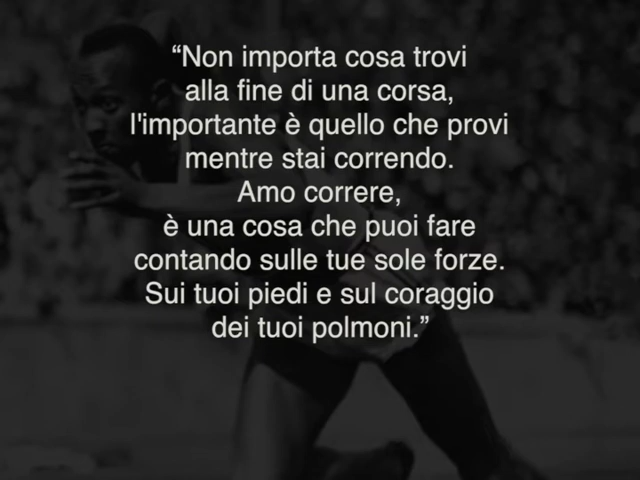 “Non importa cosa trovi
alla fine di una corsa,
l'importante è quello che provi
mentre stai correndo.
Amo correre,
è una cosa che puoi fare
contando sulle tue sole forze.
Sui tuoi piedi e sul coraggio
dei tuoi polmoni.”